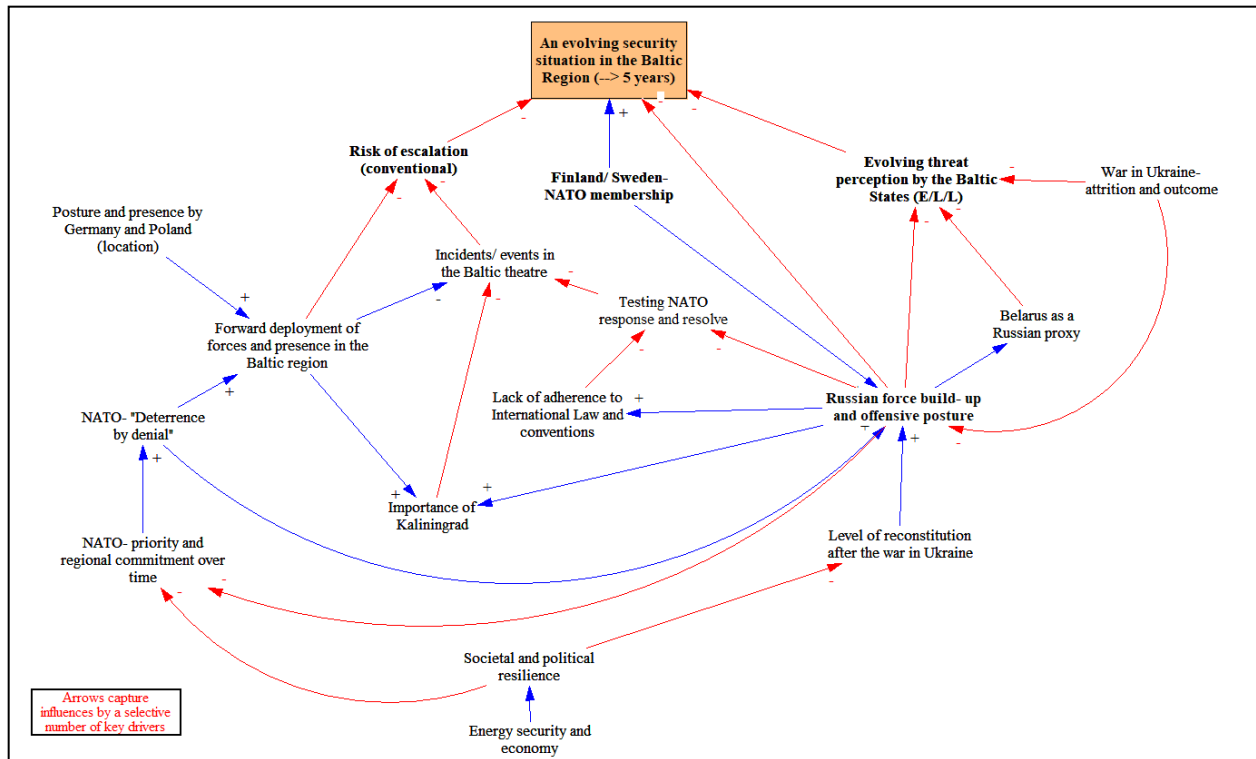 An evolving security
situation in the Baltic
Region (--> 5 years)
-
-
-
+
Risk of escalation
(conventional)
-
-
Finland/ Sweden-
NATO membership
Evolving threat
perception by the Baltic
States (E/L/L)
-
-
-
War in Ukraine-
attrition and outcome
Posture and presence by
Germany and Poland
(location)
+
Incidents/ events in
the Baltic theatre
-
-
-
Testing NATO
response and resolve
-
-
Belarus as a
Russian proxy
+
Forward deployment of
forces and presence in the
Baltic region
+
Lack of adherence to
International Law and
conventions
+
Russian force build- up
and offensive posture
+
+
-
NATO- "Deterrence
by denial"
+
Importance of
Kaliningrad
+
+
NATO- priority and
regional commitment over
time
-
-
Level of reconstitution
after the war in Ukraine
-
Societal and political
resilience
+
Energy security and
economy
Arrows capture
influences by a selective
number of key drivers